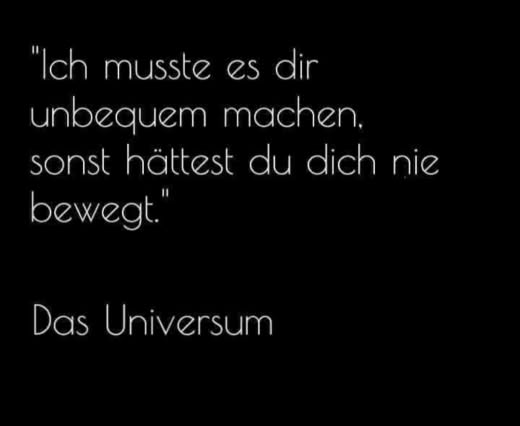 "Ich musste es dir
unbequem machen,
sonst hättest du dich nie
bewegt."
Das Universum